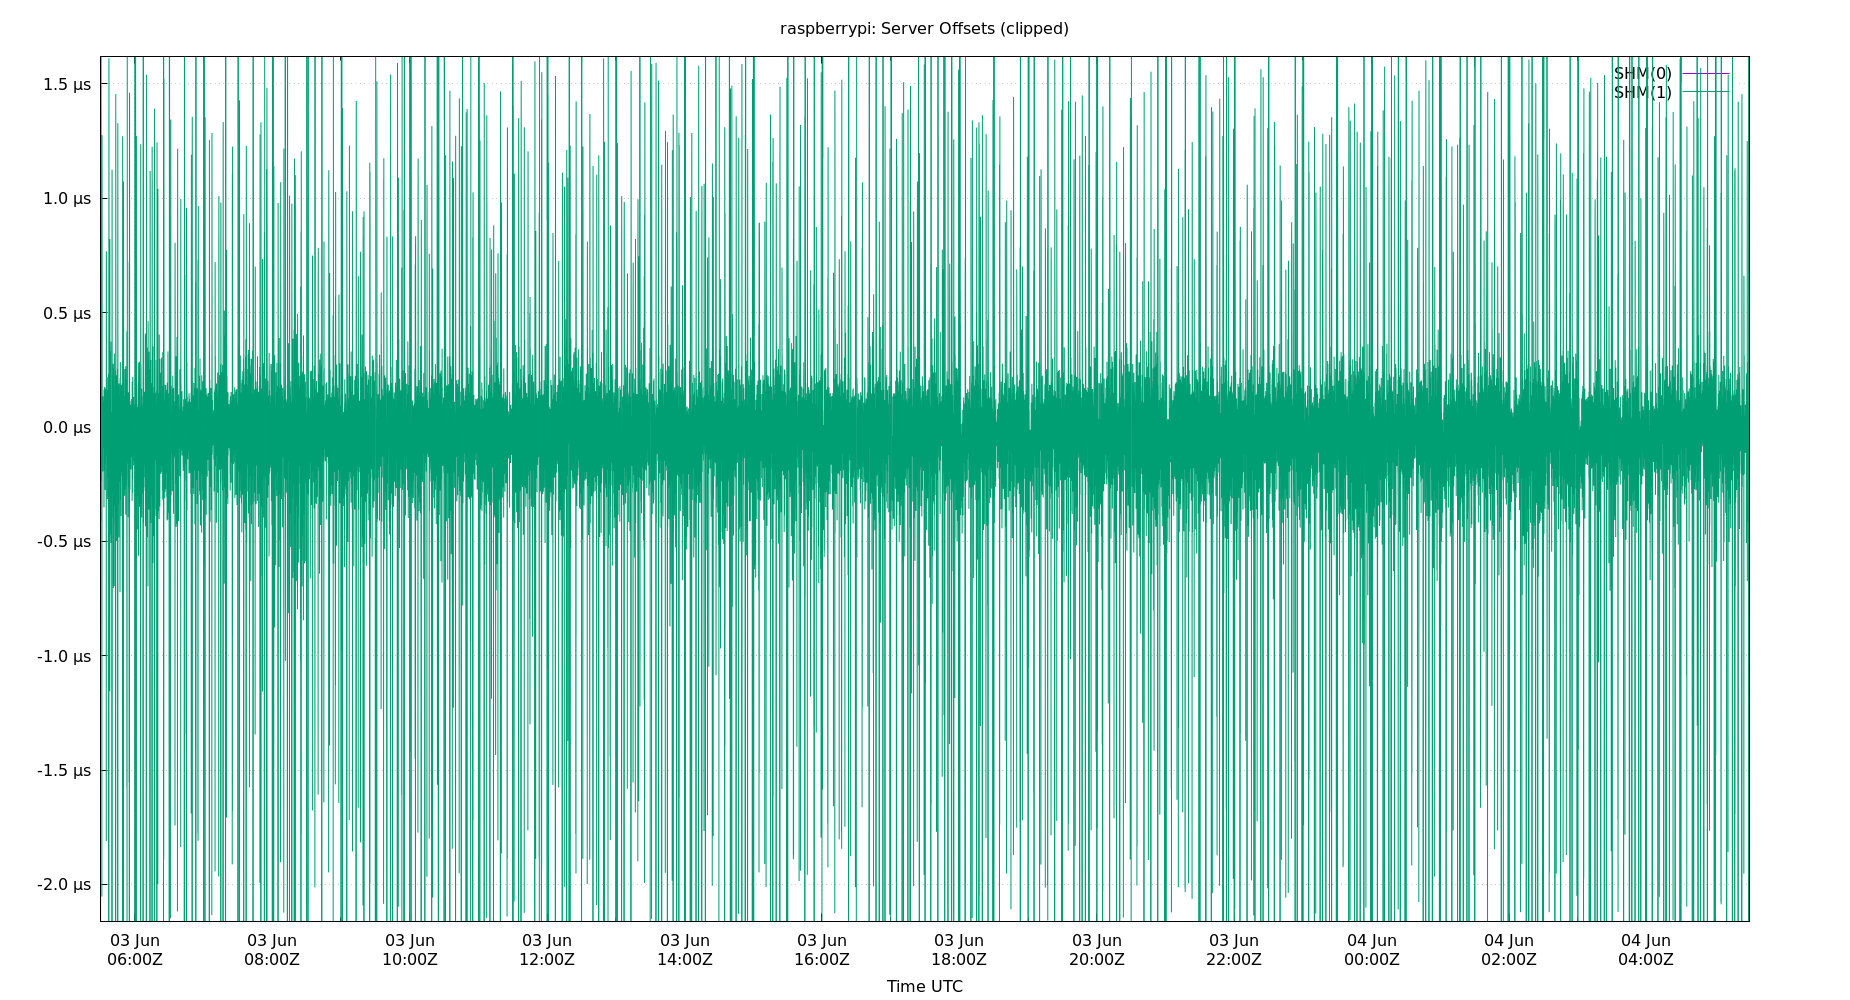 raspberrypi: Server Offsets (clipped)
SHM(0)
SHM(1)
1.5 µs
1.0 µs
0.5 µs
0.0 µs
-0.5 µs
-1.0 µs
-1.5 µs
-2.0 µs
03 Jun 03 Jun 03 Jun 03 Jun 03 Jun 03 Jun 03 Jun 03 Jun 03 Jun 04 Jun 04 Jun 04 Jun
06:00Z 08:00Z 10:00Z 12:00Z 14:00Z 16:00Z 18:00Z 20:00Z 22:00Z 00:00Z 02:00Z 04:00Z
Time UTC